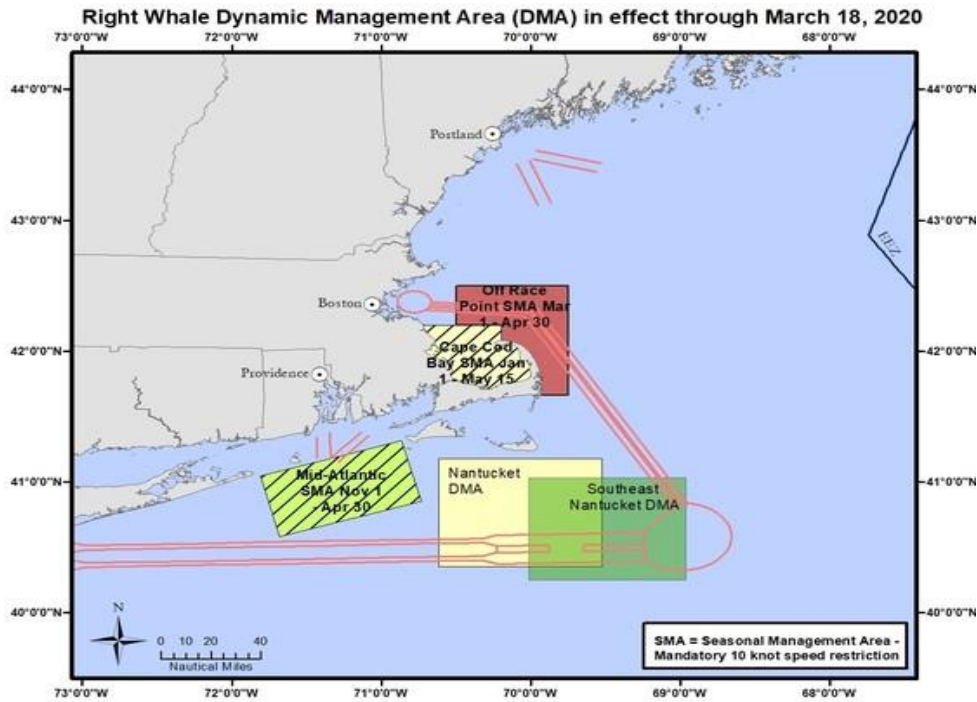 Right Whale Dynamic Management Area (DMA) in effect through March 18, 2020
73°0'0"W 72°0'0"W 71°0'0"W 70°0'0"W 69°0'0"W 68°0'0"W
44°0'0"N 44°0'0"N
Portland
43°0'0"N 43°0'0"N
EEZ
Off Race
Point SMA Mar
1 - Apr 30
Boston
42°0'0"N 42°0'0"N
Cape Cod
Bay SMA Jan
1 - May 15
Providence
41°0'0"N 41°0'0"N
Mid-Atlantic
SMA Nov 1
- Apr 30
Nantucket
DMA
Southeast
Nantucket DMA
40°0'0"N 40°0'0"N
N
0 10 20 40
Nautical Miles
SMA = Seasonal Management Area -
Mandatory 10 knot speed restriction
73°0'0"W 72°0'0"W 71°0'0"W 70°0'0"W 69°0'0"W 68°0'0"W